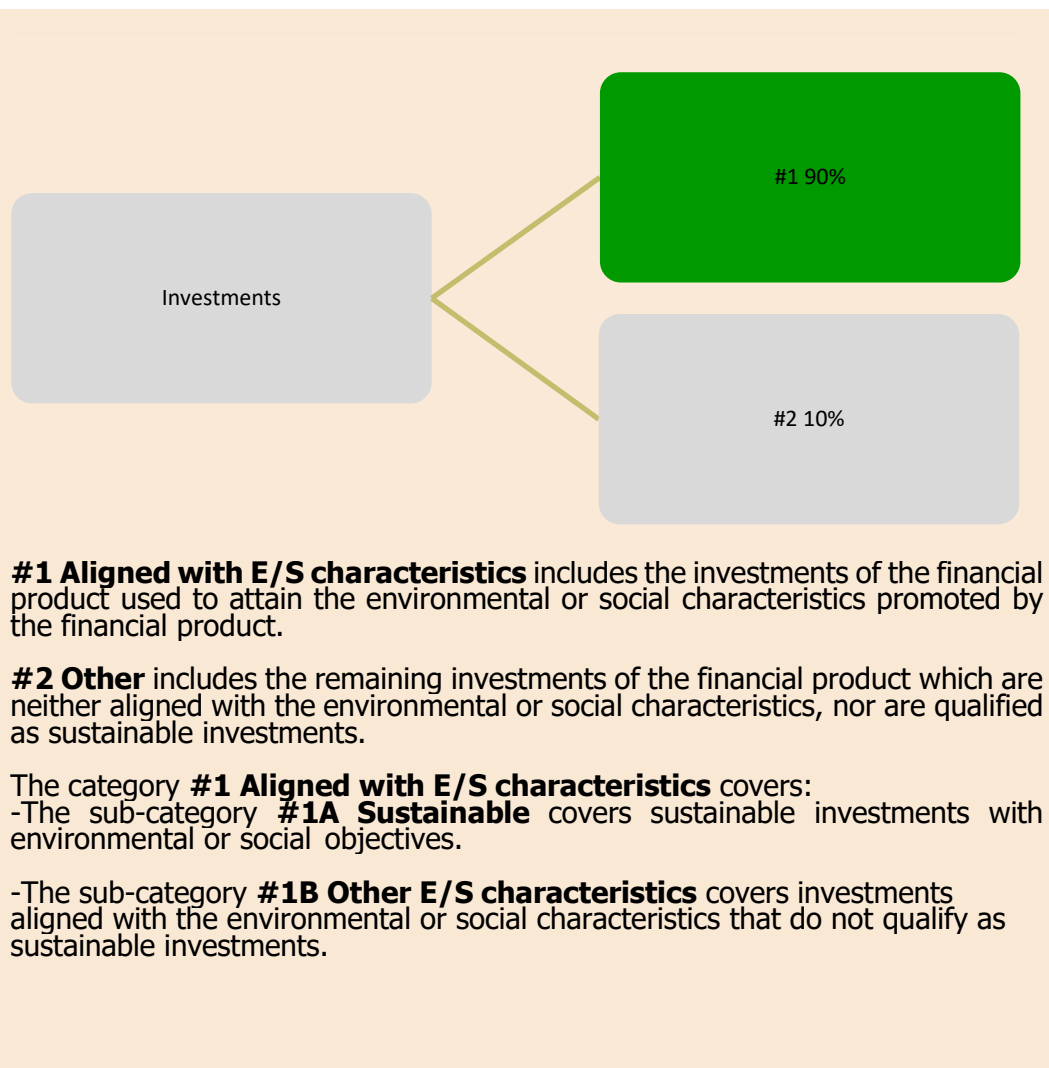 #1 90%
Investments
#2 10%
#1 Aligned with E/S characteristics includes the investments of the financial
product used to attain the environmental or social characteristics promoted by
the financial product.
#2 Other includes the remaining investments of the financial product which are
neither aligned with the environmental or social characteristics, nor are qualified
as sustainable investments.
The category #1 Aligned with E/S characteristics covers:
-The sub-category #1A Sustainable covers sustainable investments with
environmental or social objectives.
-The sub-category #1B Other E/S characteristics covers investments
aligned with the environmental or social characteristics that do not qualify as
sustainable investments.